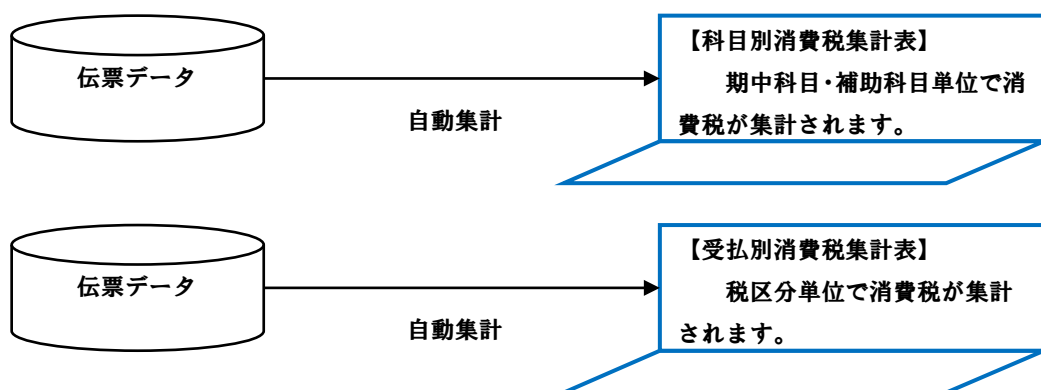 伝票データ
自動集計
【科目別消費税集計表】
期中科目・補助科目単位で消
費税が集計されます。
伝票データ
自動集計
【受払別消費税集計表】
税区分単位で消費税が集計
されます。